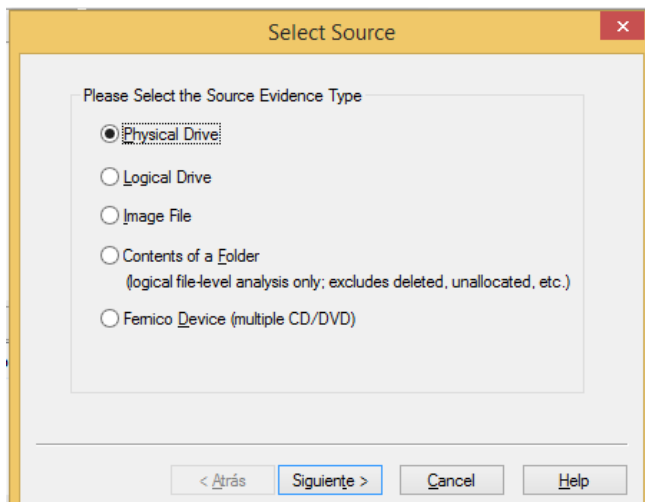 Select Source
Please Select the Source Evidence Type
Physical Drive
Logical Drive
Image File
Contents of a Folder
(logical file-level analysis only; excludes deleted, unallocated, etc.)
Fernico Device (multiple CD/DVD)
< Atrás Siguiente > Cancel Help